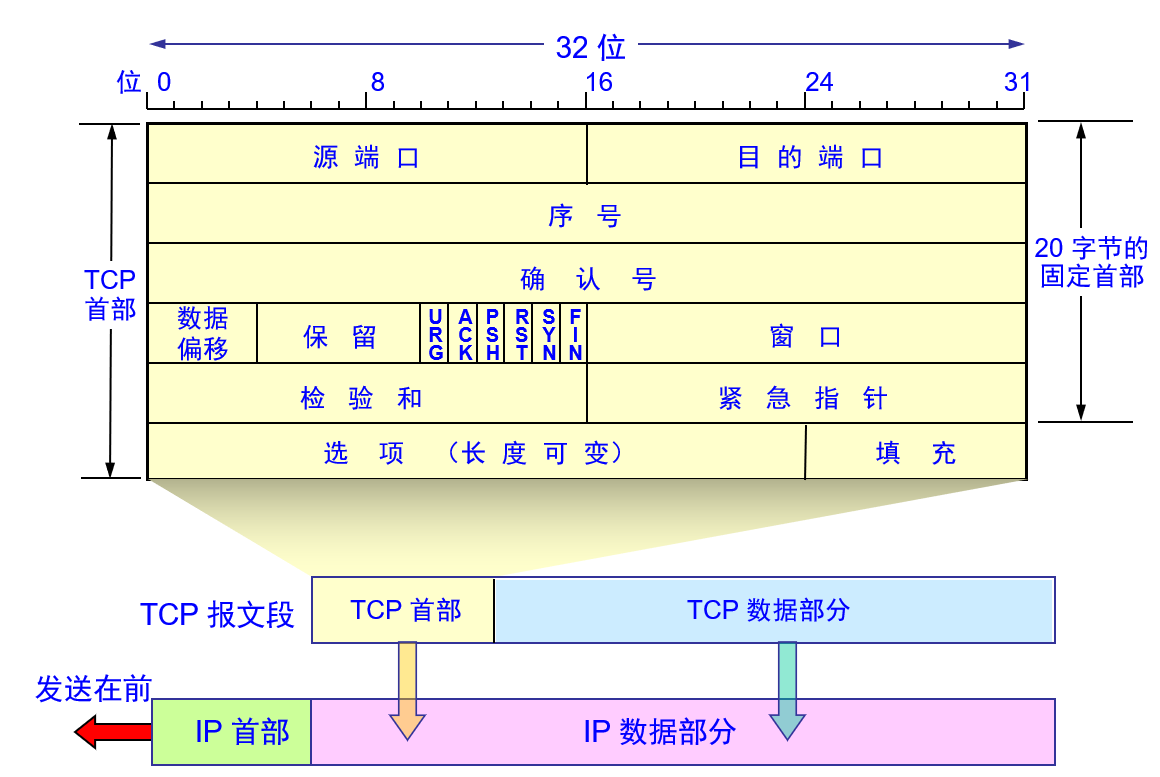 32 位
位 0 8 16 24 31
源 端 口 目 的 端 口
序 号
确 认 号
TCP
首部
20 字节的
固定首部
数据
偏移
保 留
URG
ACK
PSH
RST
SYN
FIN
窗 口
检 验 和 紧 急 指 针
选 项 （长 度 可 变） 填 充
TCP 报文段
TCP 首部
TCP 数据部分
发送在前
IP 首部
IP 数据部分